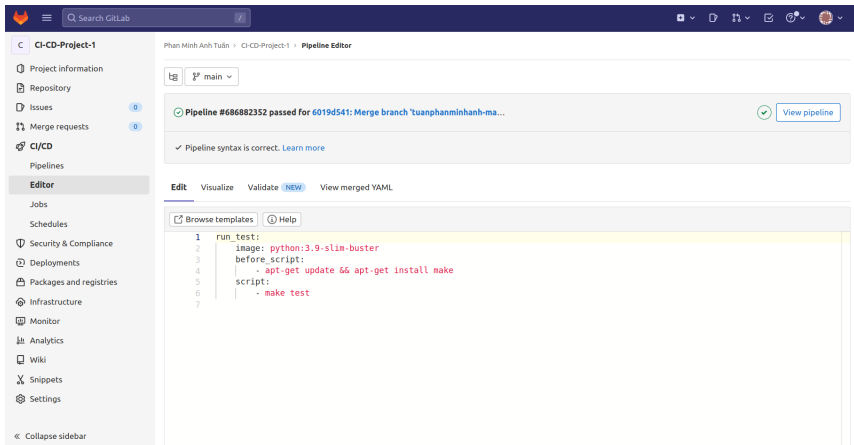 Search GitLab /
C CI-CD-Project-1
Project information
Repository
Issues 0
Merge requests 0
CI/CD
Pipelines
Editor
Jobs
Schedules
Security & Compliance
Deployments
Packages and registries
Infrastructure
Monitor
Analytics
Wiki
Snippets
Settings
« Collapse sidebar
Phan Minh Anh Tuấn › CI-CD-Project-1 › Pipeline Editor
main
Pipeline #686882352 passed for 6019d541: Merge branch 'tuanphanminhanh-ma...
View pipeline
Pipeline syntax is correct. Learn more
Edit Visualize Validate NEW View merged YAML
Browse templates Help
1 run_test:
2 image: python:3.9-slim-buster
3 before_script:
4 - apt-get update && apt-get install make
5 script:
6 - make test
7